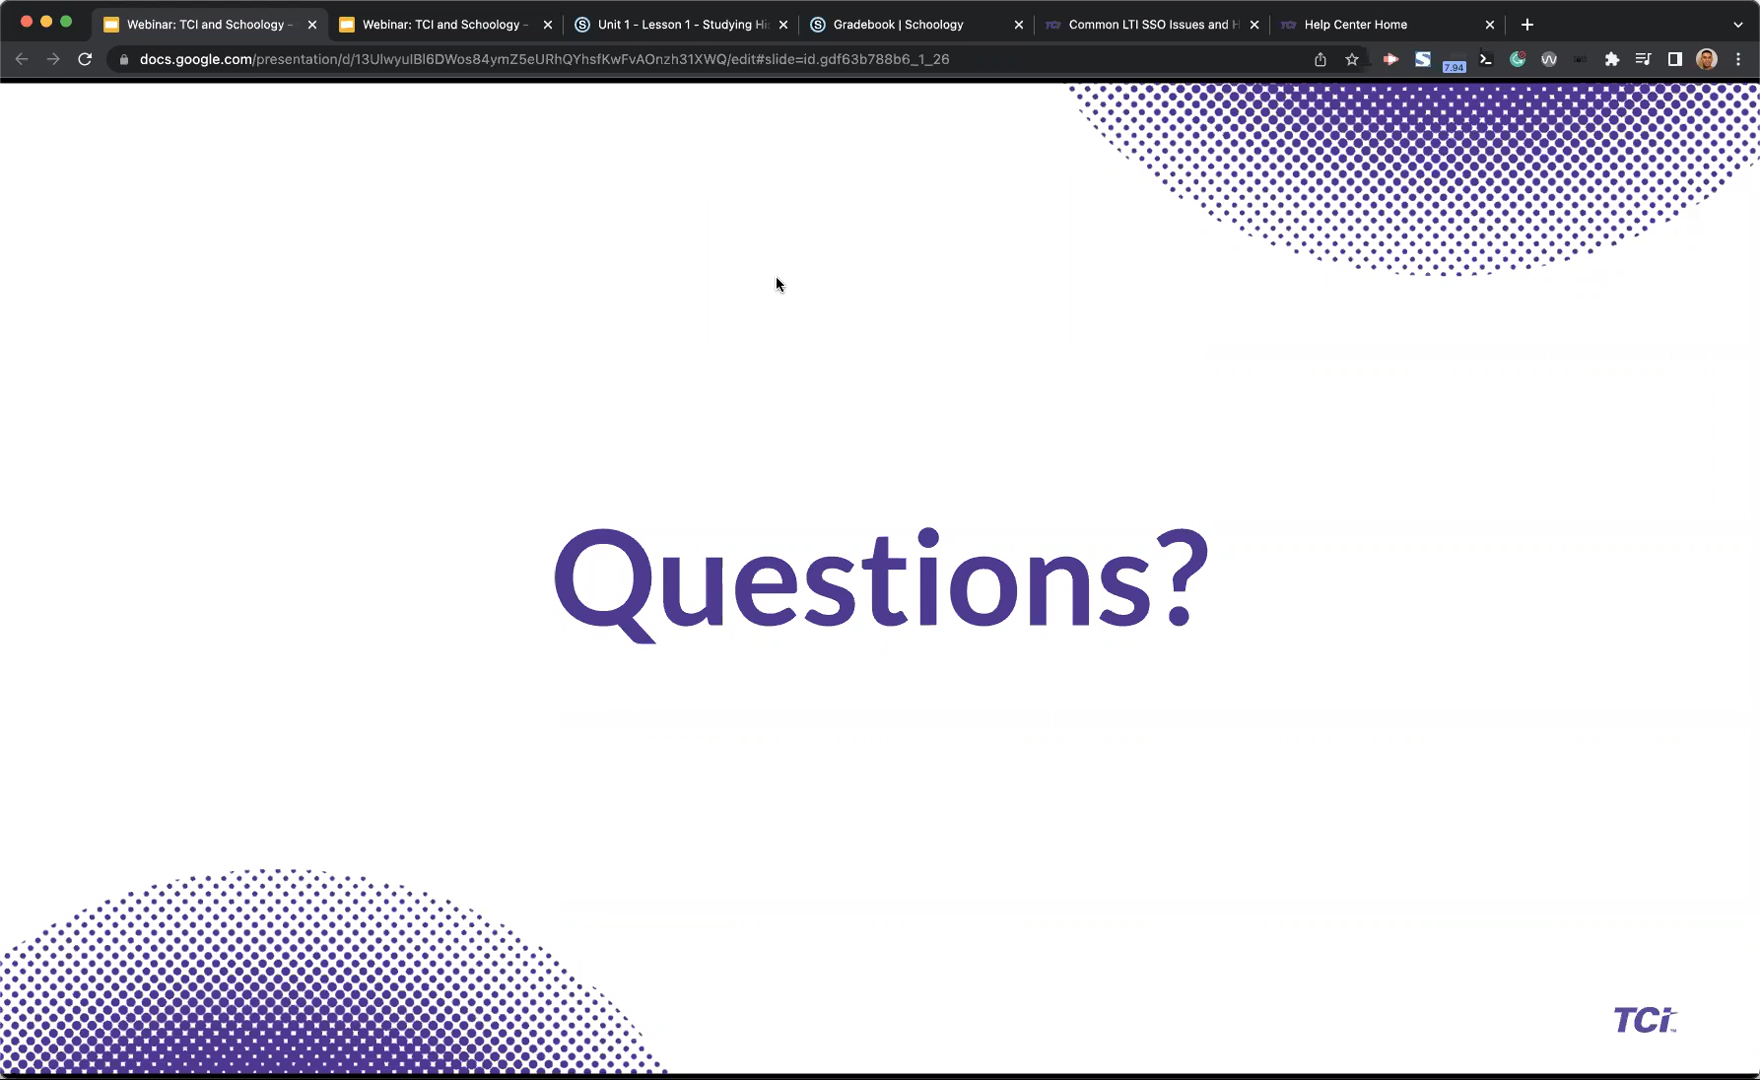 Webinar: TCI and Schoology -
Webinar: TCI and Schoology -
Unit 1 - Lesson 1 - Studying Hi
Gradebook | Schoology
Common LTI SSO Issues and H
Help Center Home
docs.google.com/presentation/d/13UlwyuIBl6DWos84ymZ5eURhQYhsfKwFvAOnzh31XWQ/edit#slide=id.gdf63b788b6_1_26
7.94
Questions?
TCi